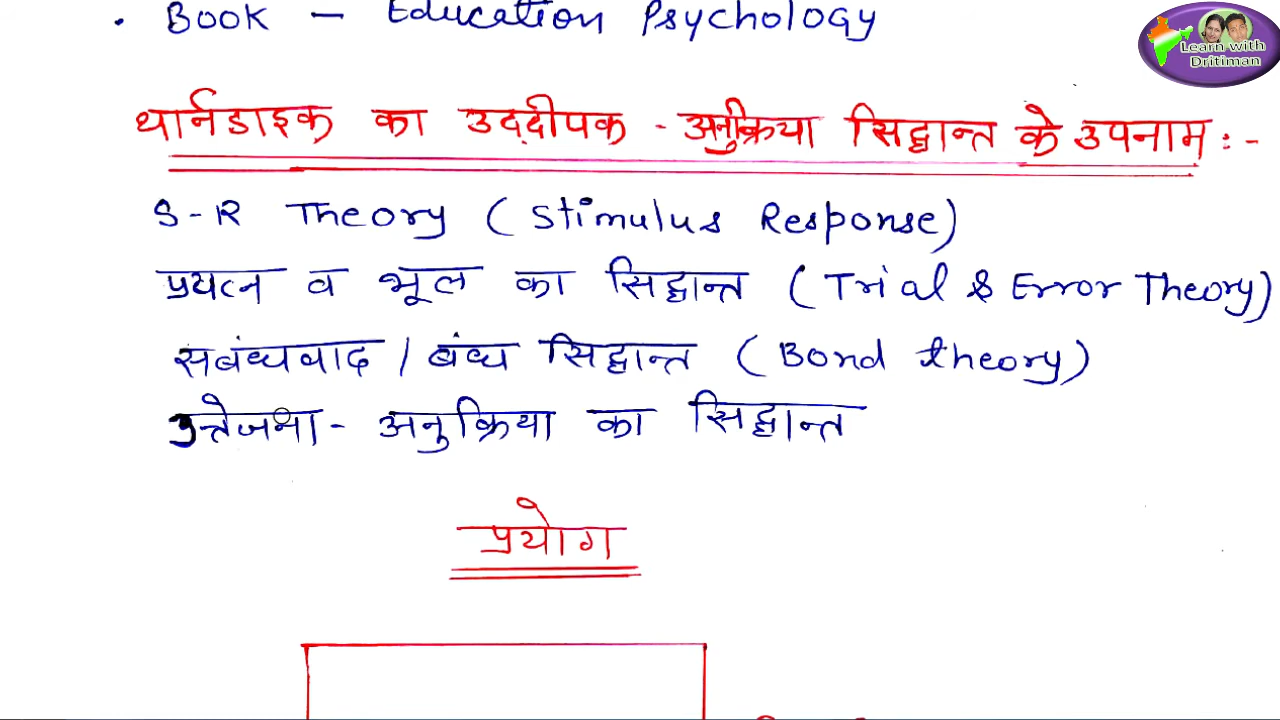 . Book - Education Psychology
Learn with
Dritiman
थार्नडाइक का उद्दीपक - अनुक्रिया सिद्धान्त के उपनाम :-
S-R Theory (Stimulus Response)
प्रयत्न व भूल का सिद्धान्त (Trial & Error Theory)
सबंधवाद / बंध सिद्धान्त (Bond theory)
उत्तेजना - अनुक्रिया का सिद्धान्त
प्रयोग